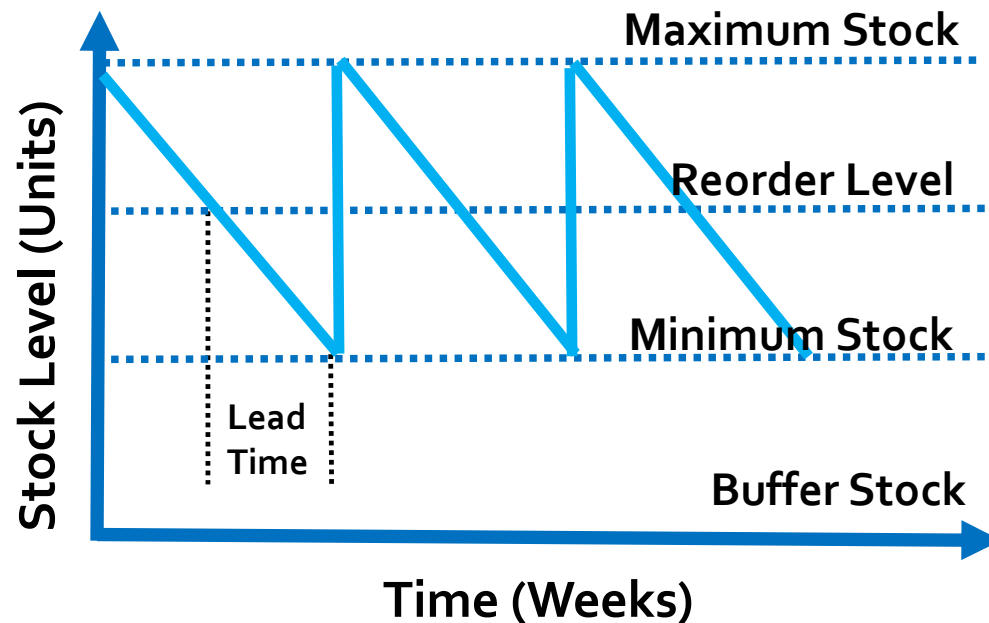 Maximum Stock
Stock Level (Units)
Reorder Level
Minimum Stock
Lead
Time
Buffer Stock
Time (Weeks)